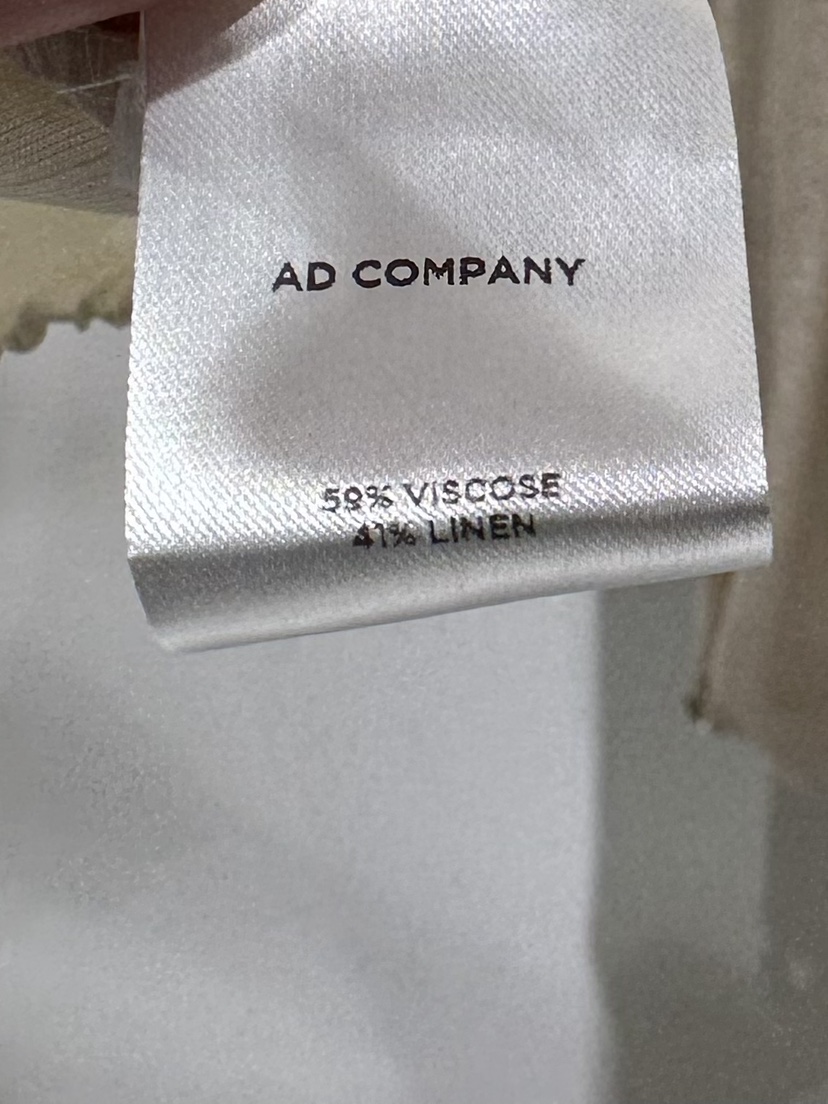 AD COMPANY
59% VISCOSE
41% LINEN